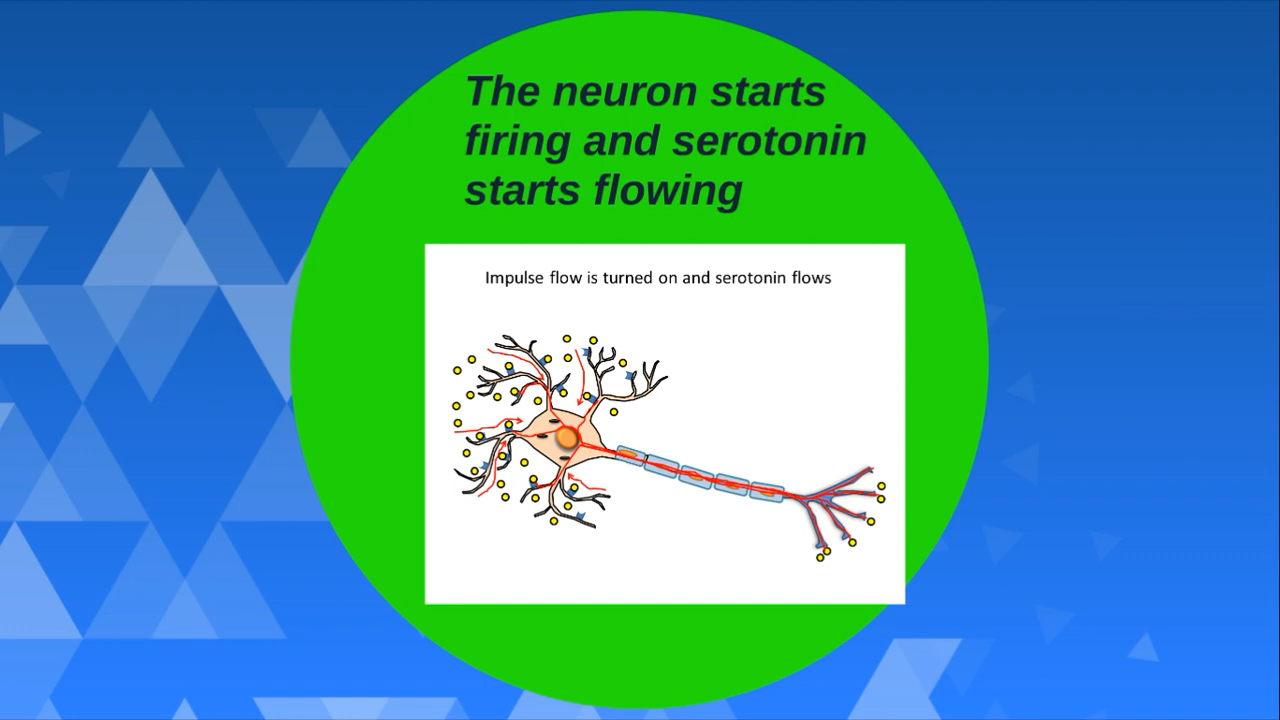 The neuron starts
firing and serotonin
starts flowing
Impulse flow is turned on and serotonin flows